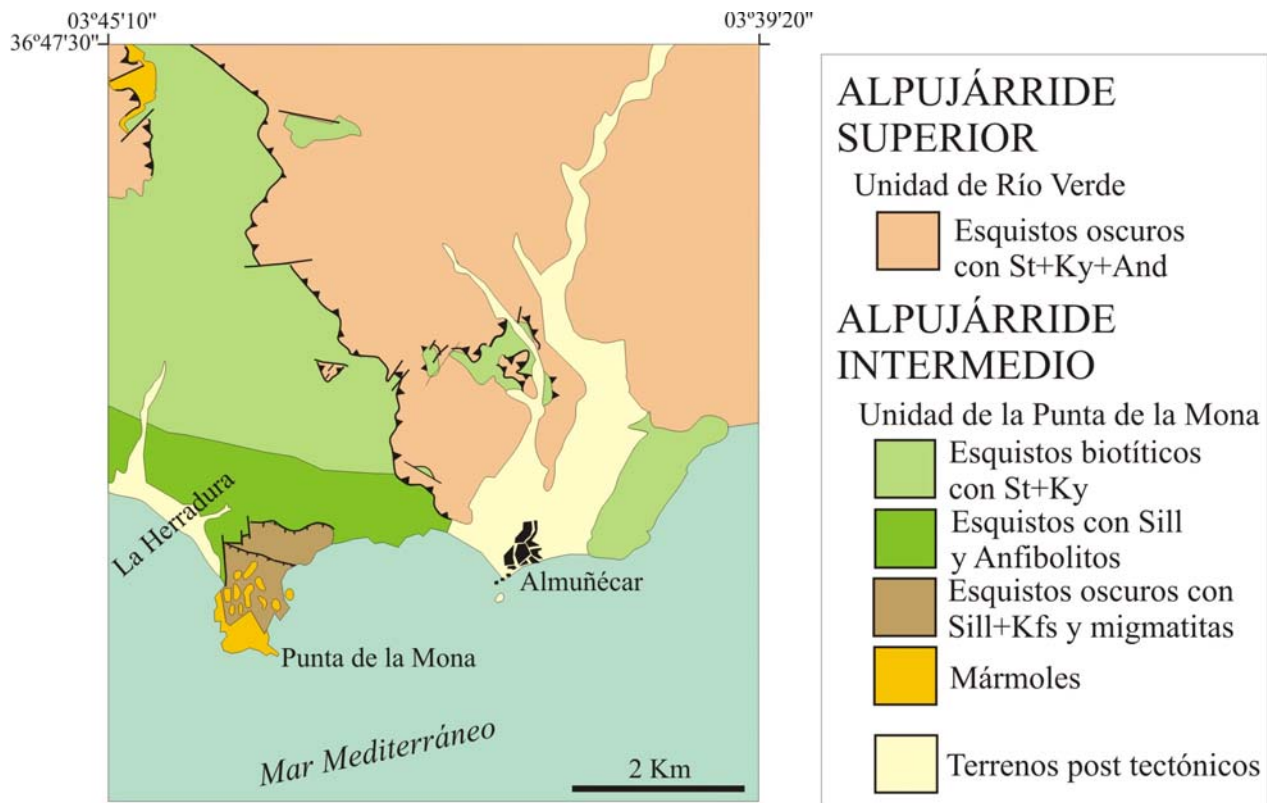 03º45'10"
03º39'20"
36º47'30"
La Herradura
Almuñécar
Punta de la Mona
Mar Mediterráneo
2 Km
ALPUJÁRRIDE
SUPERIOR
Unidad de Río Verde
Esquistos oscuros
con St+Ky+And
ALPUJÁRRIDE
INTERMEDIO
Unidad de la Punta de la Mona
Esquistos biotíticos
con St+Ky
Esquistos con Sill
y Anfibolitos
Esquistos oscuros con
Sill+Kfs y migmatitas
Mármoles
Terrenos post tectónicos